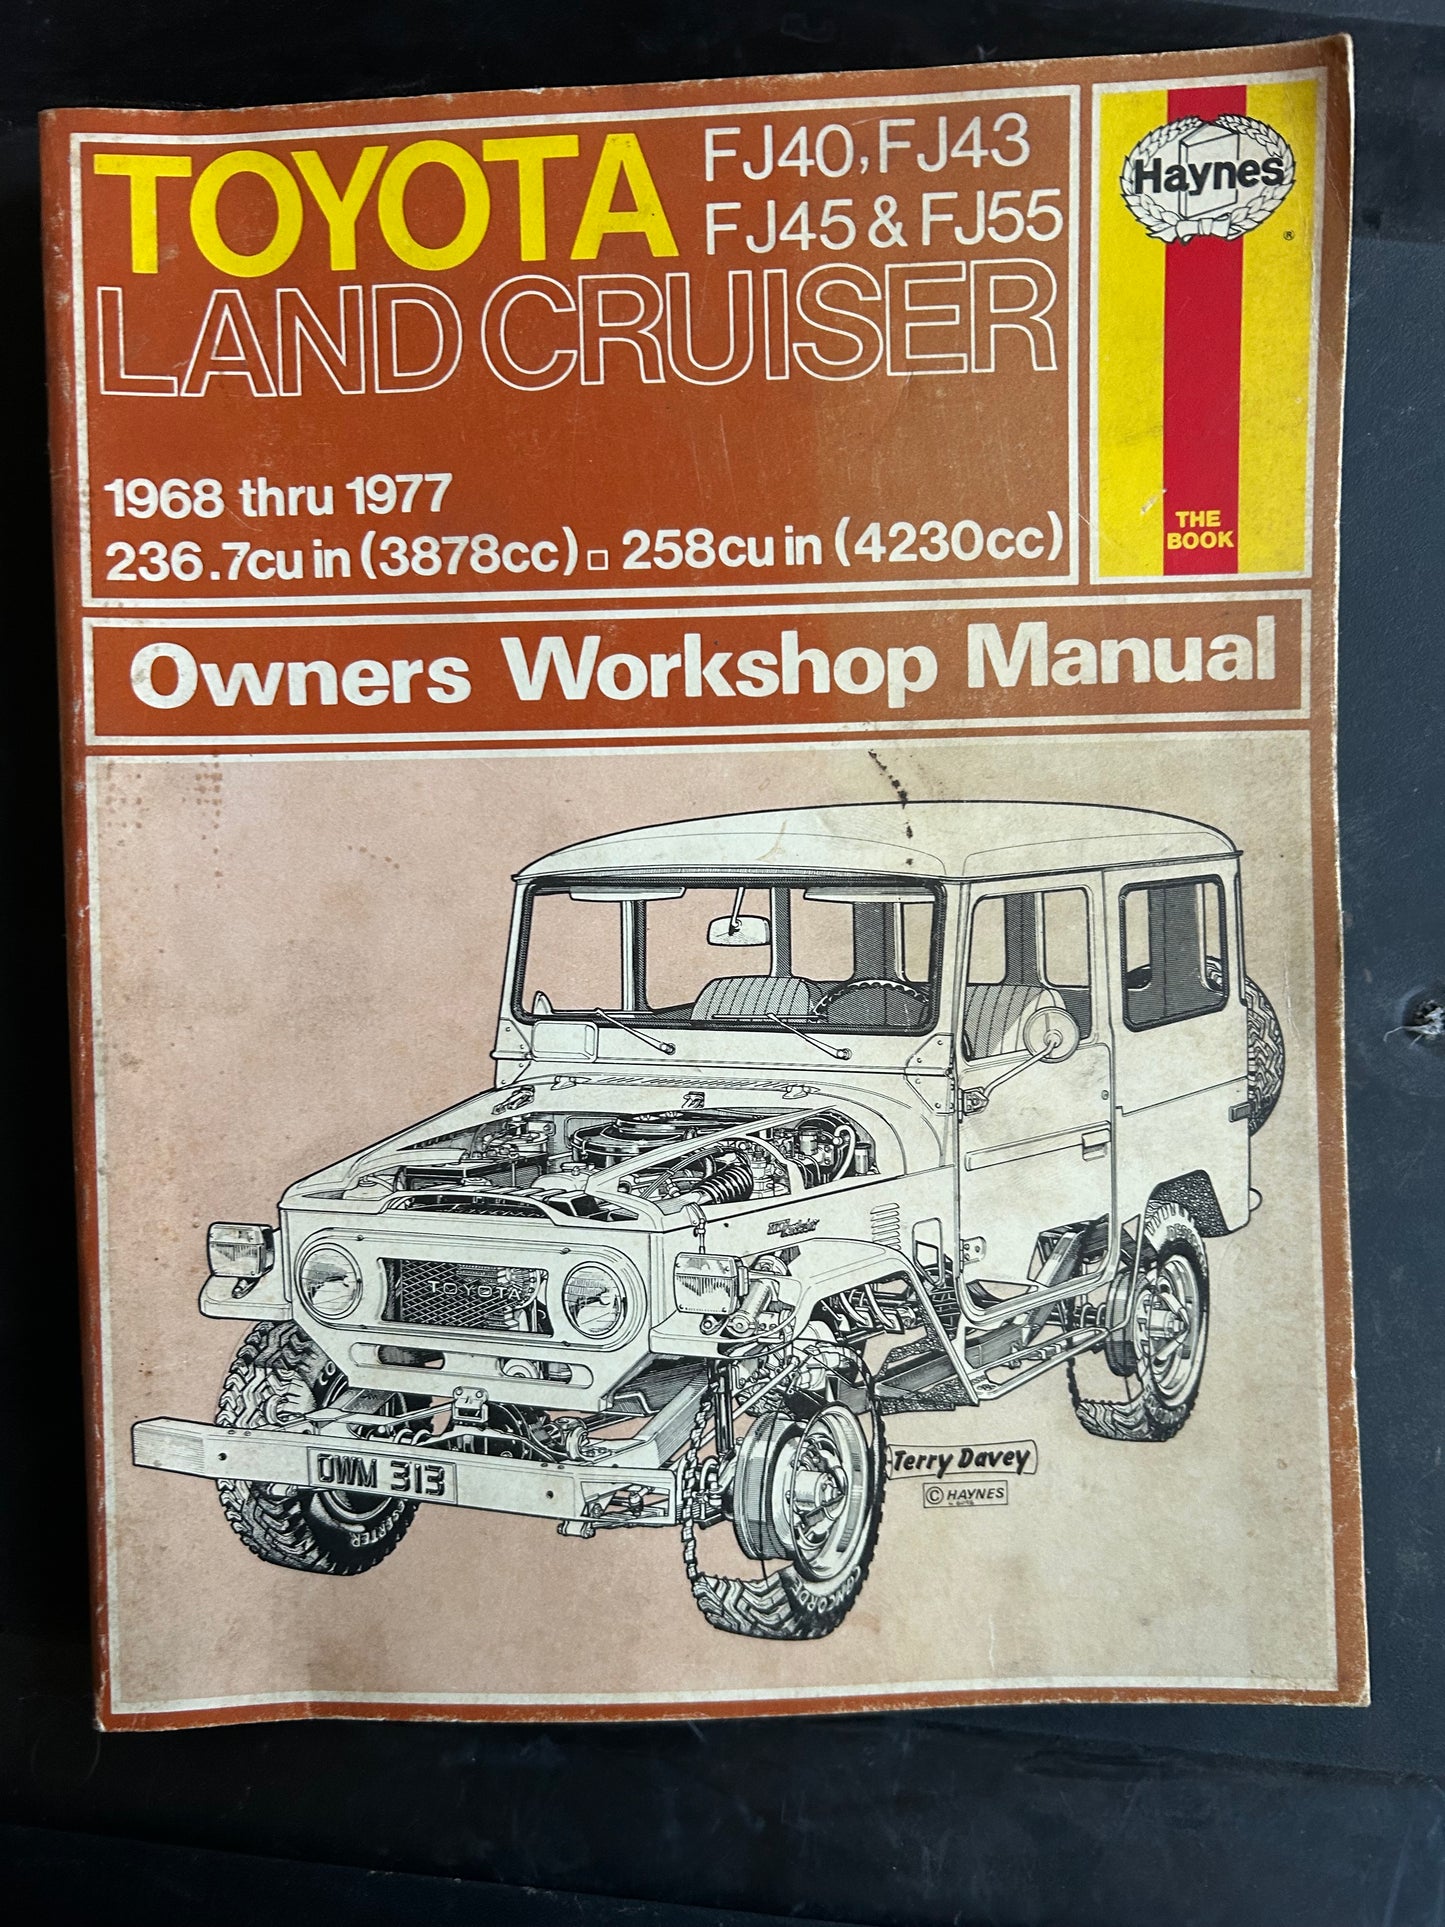 TOYOTA FJ40, FJ43
FJ45 & FJ55
LAND CRUISER
1968 thru 1977
236.7cu in (3878cc) □ 258cu in (4230cc)
Haynes
®
THE
BOOK
Owners Workshop Manual
TOYOTA
OWM 313
Terry Davey
© HAYNES